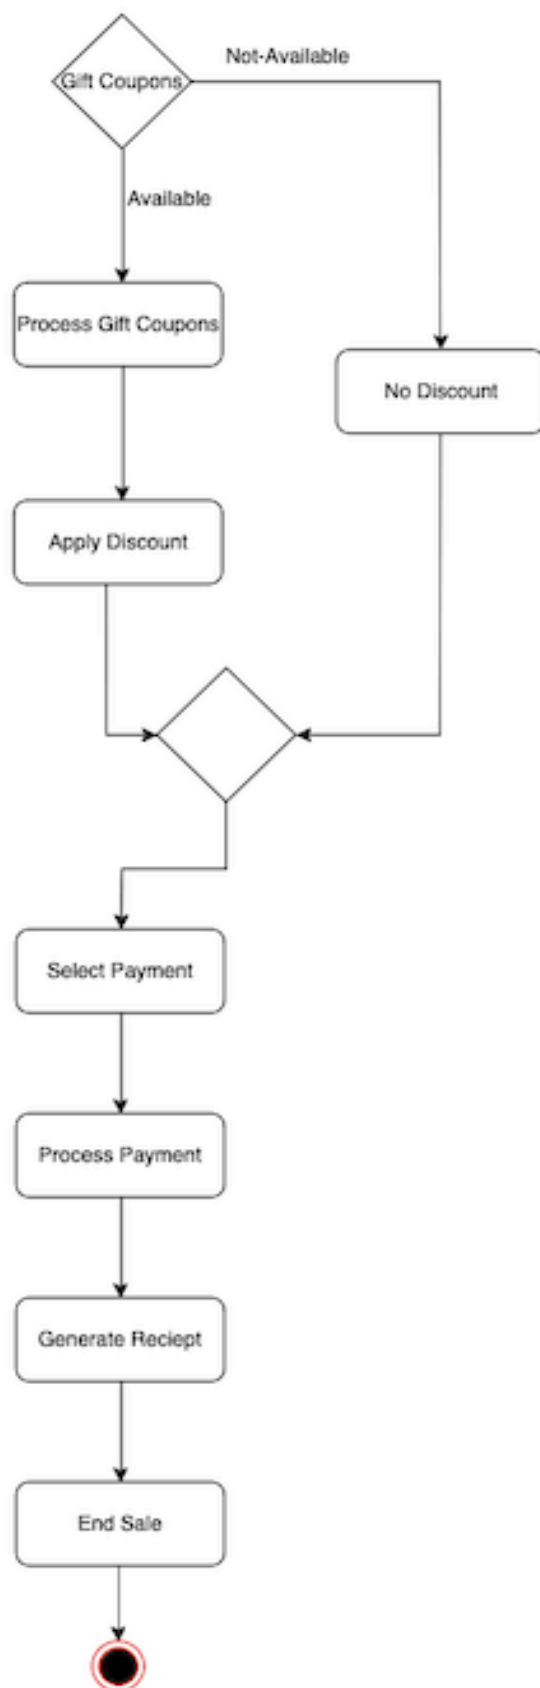 Not-Available
Gift Coupons
Available
Process Gift Coupons
No Discount
Apply Discount
Select Payment
Process Payment
Generate Reciept
End Sale